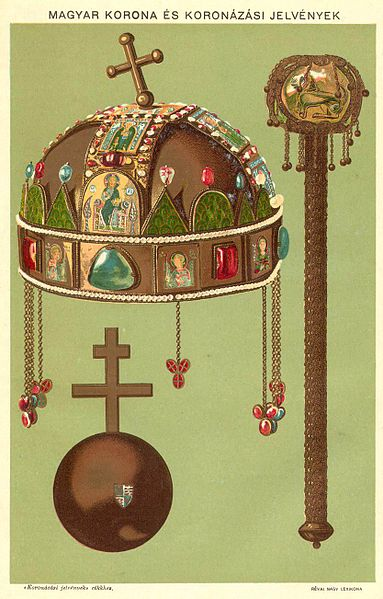 MAGYAR KORONA ÉS KORONÁZÁSI JELVÉNYEK
«Koronázási jelvények» cikkhez.
RÉVAI NAGY LEXIKONA